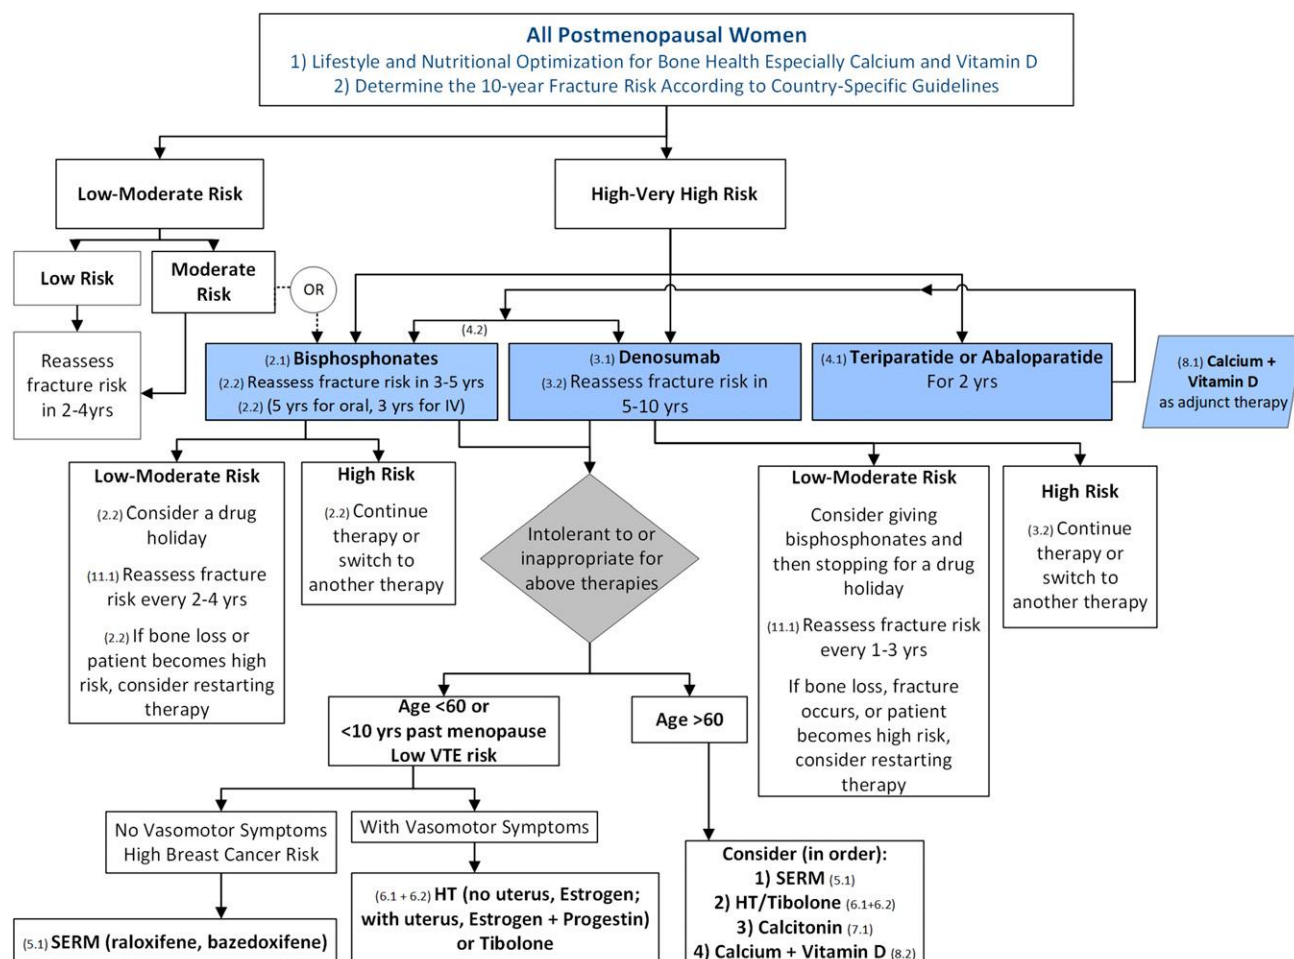 All Postmenopausal Women
1) Lifestyle and Nutritional Optimization for Bone Health Especially Calcium and Vitamin D
2) Determine the 10-year Fracture Risk According to Country-Specific Guidelines
Low-Moderate Risk
High-Very High Risk
Low Risk
Moderate
Risk
OR
Reassess
fracture risk
in 2-4yrs
(4.2)
(2.1) Bisphosphonates
(2.2) Reassess fracture risk in 3-5 yrs
(2.2) (5 yrs for oral, 3 yrs for IV)
(3.1) Denosumab
(3.2) Reassess fracture risk in
5-10 yrs
(4.1) Teriparatide or Abaloparatide
For 2 yrs
(8.1) Calcium +
Vitamin D
as adjunct therapy
Low-Moderate Risk
(2.2) Consider a drug
holiday
(11.1) Reassess fracture
risk every 2-4 yrs
(2.2) If bone loss or
patient becomes high
risk, consider restarting
therapy
High Risk
(2.2) Continue
therapy or
switch to
another therapy
Intolerant to or
inappropriate for
above therapies
Low-Moderate Risk
Consider giving
bisphosphonates and
then stopping for a drug
holiday
(11.1) Reassess fracture risk
every 1-3 yrs
If bone loss, fracture
occurs, or patient
becomes high risk,
consider restarting
therapy
High Risk
(3.2) Continue
therapy or
switch to
another therapy
Age <60 or
<10 yrs past menopause
Low VTE risk
Age >60
No Vasomotor Symptoms
High Breast Cancer Risk
With Vasomotor Symptoms
(5.1) SERM (raloxifene, bazedoxifene)
(6.1 + 6.2) HT (no uterus, Estrogen;
with uterus, Estrogen + Progestin)
or Tibolone
Consider (in order):
1) SERM (5.1)
2) HT/Tibolone (6.1+6.2)
3) Calcitonin (7.1)
4) Calcium + Vitamin D (8.2)